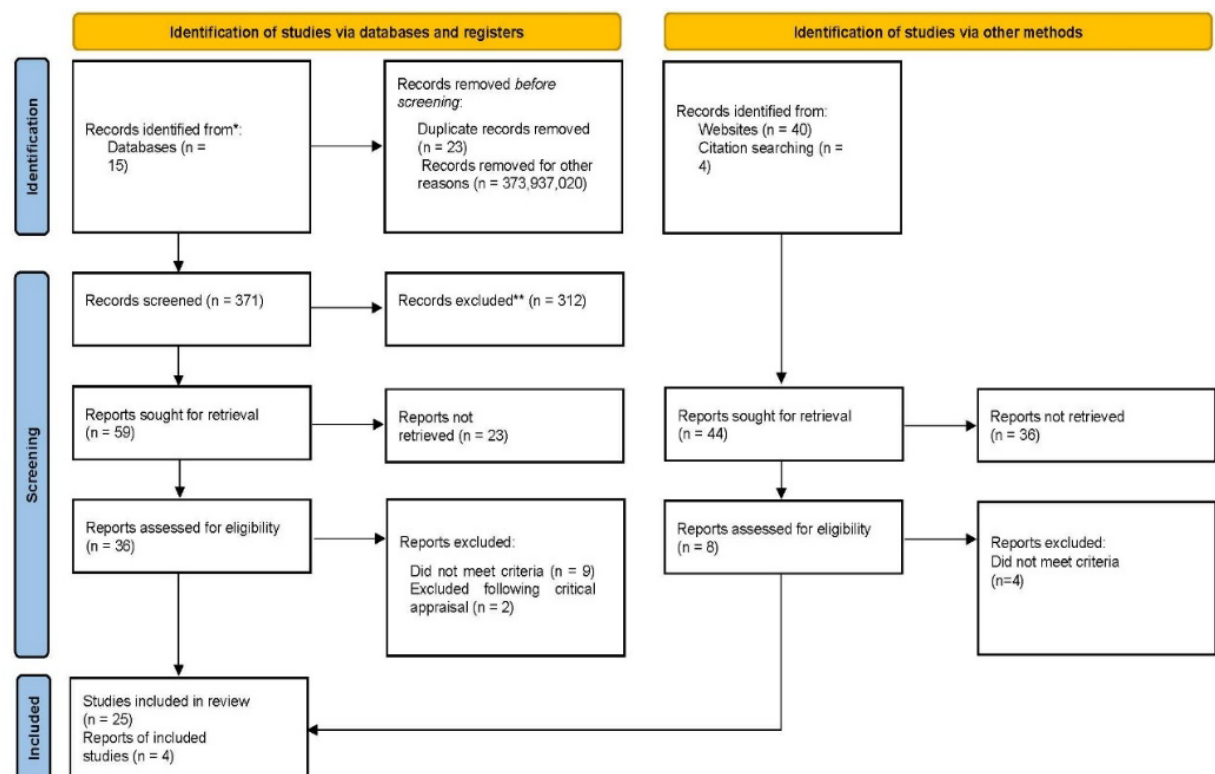 Identification of studies via databases and registers
Identification of studies via other methods
Identification
Records identified from*:
Databases (n =
15)
Records removed before
screening:
Duplicate records removed
(n = 23)
Records removed for other
reasons (n = 373,937,020)
Records identified from:
Websites (n = 40)
Citation searching (n =
4)
Screening
Records screened (n = 371)
Records excluded** (n = 312)
Reports sought for retrieval
(n = 59)
Reports not
retrieved (n = 23)
Reports sought for retrieval
(n = 44)
Reports not retrieved
(n = 36)
Reports assessed for eligibility
(n = 36)
Reports excluded:
Did not meet criteria (n = 9)
Excluded following critical
appraisal (n = 2)
Reports assessed for eligibility
(n = 8)
Reports excluded:
Did not meet criteria
(n=4)
Included
Studies included in review
(n = 25)
Reports of included
studies (n = 4)